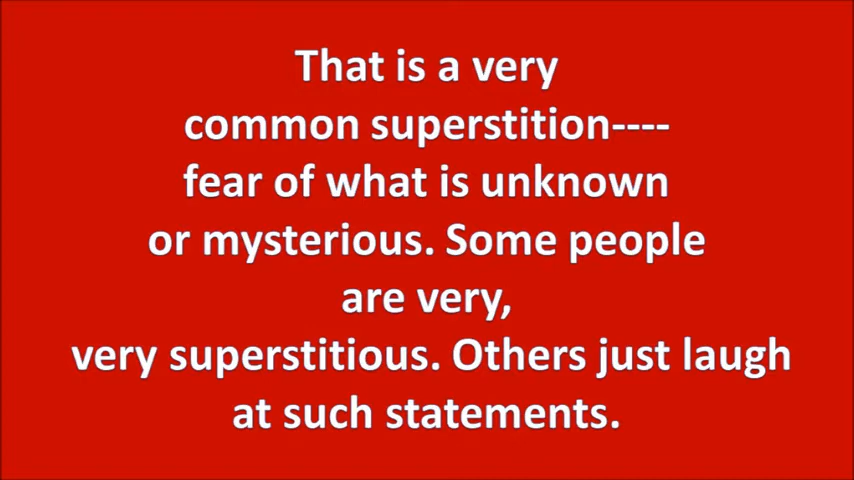 That is a very
common superstition----
fear of what is unknown
or mysterious. Some people
are very,
very superstitious. Others just laugh
at such statements.